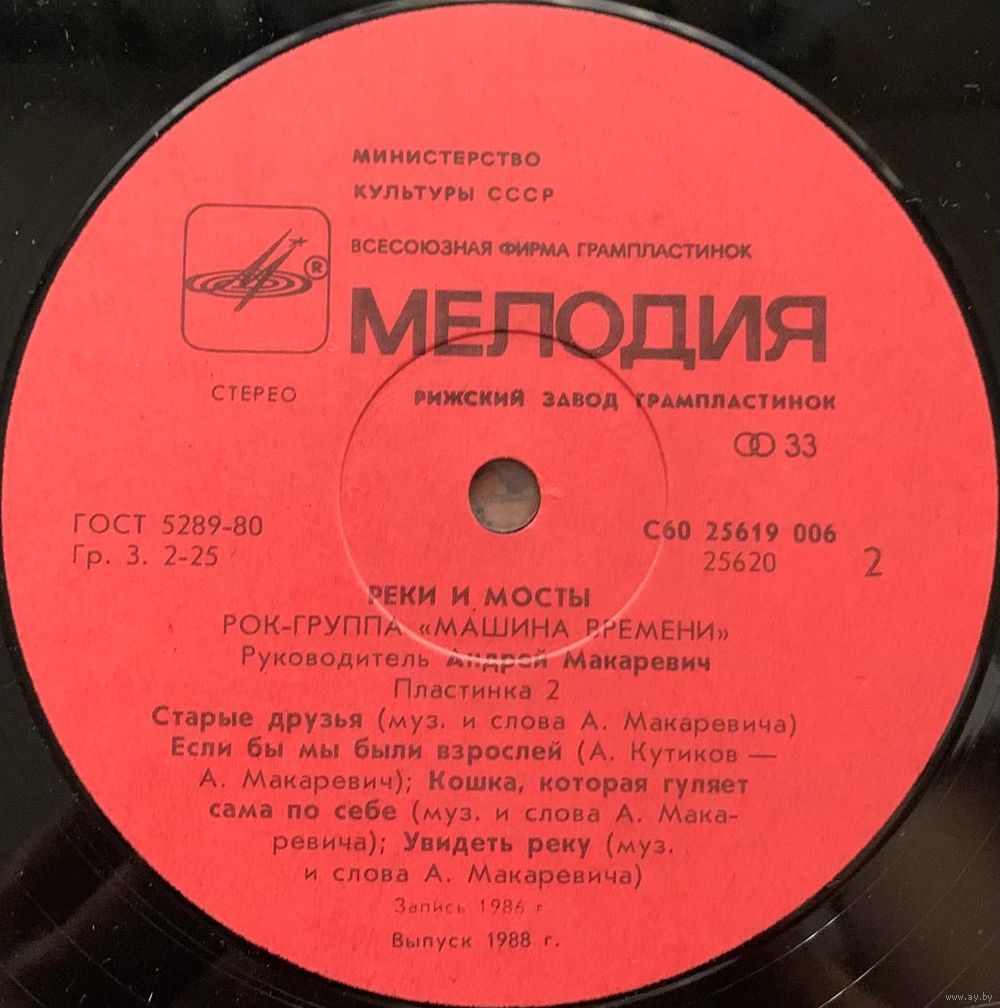 МИНИСТЕРСТВО
КУЛЬТУРЫ СССР
ВСЕСОЮЗНАЯ ФИРМА ГРАМПЛАСТИНОК
®
МЕЛОДИЯ
СТЕРЕО
РИЖСКИЙ ЗАВОД ГРАМПЛАСТИНОК
33
ГОСТ 5289-80
Гр. 3. 2-25
С60 25619 006
25620
2
РЕКИ И МОСТЫ
РОК-ГРУППА «МАШИНА ВРЕМЕНИ»
Руководитель Андрей Макаревич
Пластинка 2
Старые друзья (муз. и слова А. Макаревича)
Если бы мы были взрослей (А. Кутиков —
А. Макаревич); Кошка, которая гуляет
сама по себе (муз. и слова А. Мака-
ревича); Увидеть реку (муз.
и слова А. Макаревича)
Запись 1986 г
Выпуск 1988 г.
www.ay.by